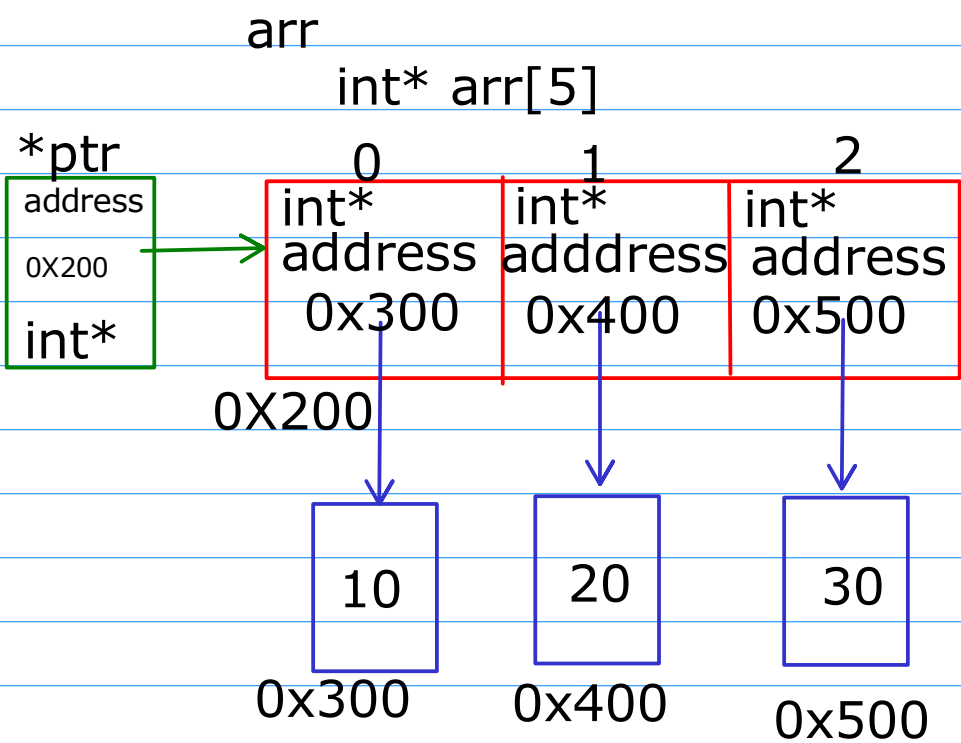 arr
int* arr[5]
*ptr
0 1 2
address
0X200
int*
int*
address
0x300
int*
adddress
0x400
int*
address
0x500
0X200
10 20 30
0x300 0x400 0x500